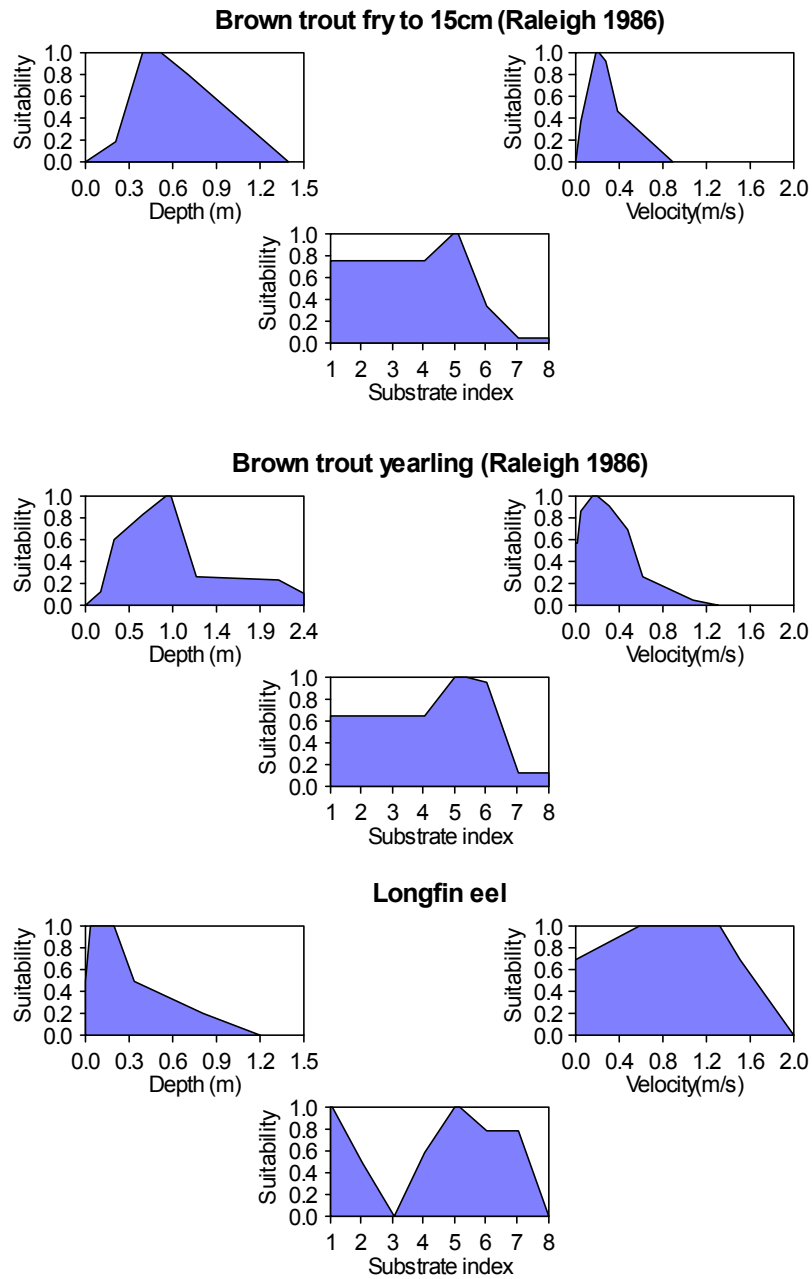 Brown trout fry to 15cm (Raleigh 1986)
Suitability
1.0
0.8
0.6
0.4
0.2
0.0
0.0 0.3 0.6 0.9 1.2 1.5
Depth (m)
Suitability
1.0
0.8
0.6
0.4
0.2
0.0
0.0 0.4 0.8 1.2 1.6 2.0
Velocity(m/s)
Suitability
1.0
0.8
0.6
0.4
0.2
0.0
1 2 3 4 5 6 7 8
Substrate index
Brown trout yearling (Raleigh 1986)
Suitability
1.0
0.8
0.6
0.4
0.2
0.0
0.0 0.5 1.0 1.4 1.9 2.4
Depth (m)
Suitability
1.0
0.8
0.6
0.4
0.2
0.0
0.0 0.4 0.8 1.2 1.6 2.0
Velocity(m/s)
Suitability
1.0
0.8
0.6
0.4
0.2
0.0
1 2 3 4 5 6 7 8
Substrate index
Longfin eel
Suitability
1.0
0.8
0.6
0.4
0.2
0.0
0.0 0.3 0.6 0.9 1.2 1.5
Depth (m)
Suitability
1.0
0.8
0.6
0.4
0.2
0.0
0.0 0.4 0.8 1.2 1.6 2.0
Velocity(m/s)
Suitability
1.0
0.8
0.6
0.4
0.2
0.0
1 2 3 4 5 6 7 8
Substrate index